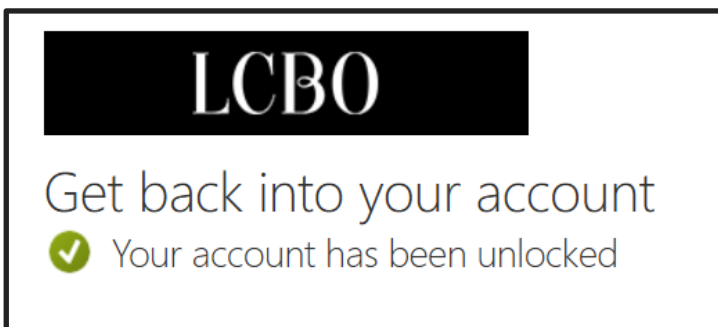 LCBO
Get back into your account
Your account has been unlocked